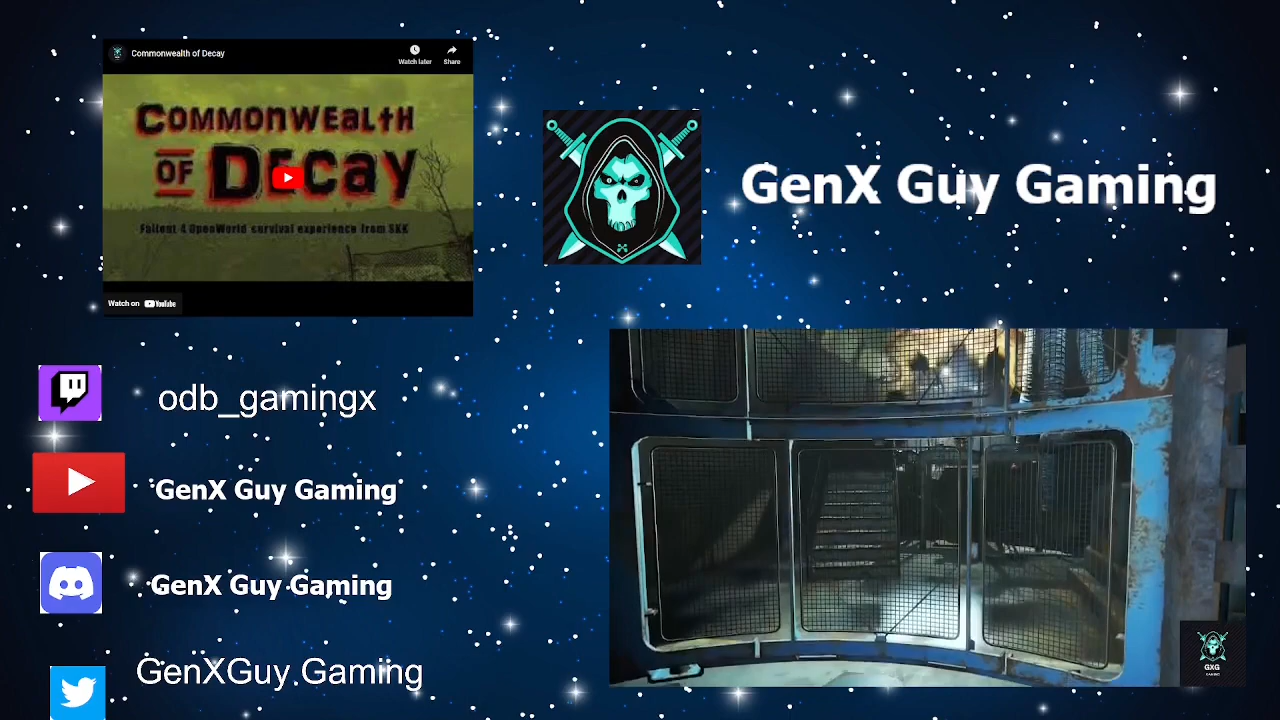 Commonwealth of Decay
Watch later
Share
COMMONWEALTH
OF DECAY
Fallout 4 OpenWorld survival experience from SKK
Watch on YouTube
GenX Guy Gaming
odb_gamingx
GenX Guy Gaming
GenX Guy Gaming
GenXGuy Gaming
GXG
GAMING